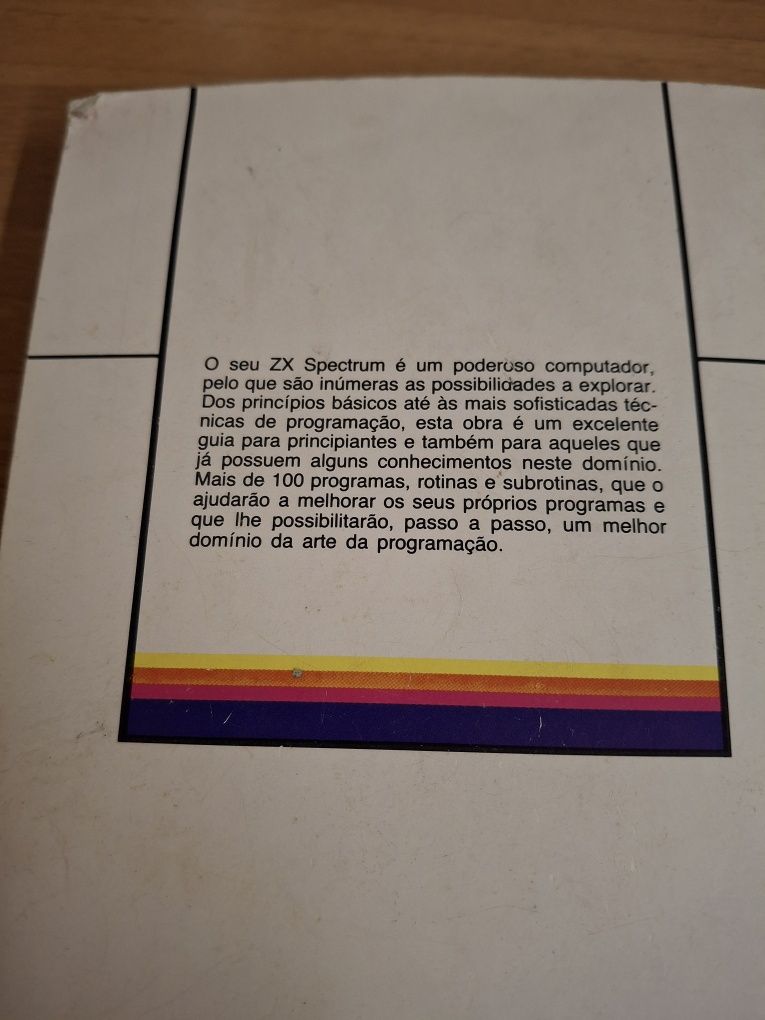 O seu ZX Spectrum é um poderoso computador,
pelo que são inúmeras as possibilidades a explorar.
Dos princípios básicos até às mais sofisticadas téc-
nicas de programação, esta obra é um excelente
guia para principiantes e também para aqueles que
já possuem alguns conhecimentos neste domínio.
Mais de 100 programas, rotinas e subrotinas, que o
ajudarão a melhorar os seus próprios programas e
que lhe possibilitarão, passo a passo, um melhor
domínio da arte da programação.